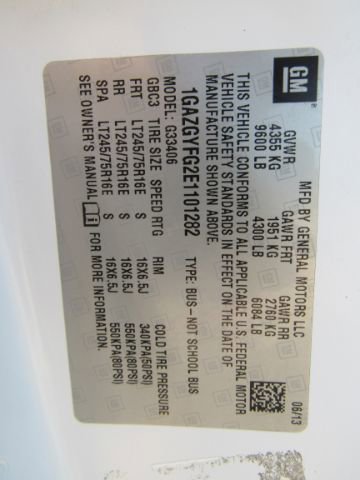 GM
MFD BY GENERAL MOTORS LLC 06/13
GVWR GAWR FRT GAWR RR
4355 KG 1951 KG 2760 KG
9600 LB 4300 LB 6084 LB
THIS VEHICLE CONFORMS TO ALL APPLICABLE U.S. FEDERAL MOTOR
VEHICLE SAFETY STANDARDS IN EFFECT ON THE DATE OF
MANUFACTURE SHOWN ABOVE.
1GAZGYFG2E1101282 TYPE: BUS-NOT SCHOOL BUS
G33406
GBC3 TIRE SIZE SPEED RTG RIM COLD TIRE PRESSURE
FRT LT245/75R16E S 16X6.5J 340KPA(50PSI)
RR LT245/75R16E S 16X6.5J 550KPA(80PSI)
SPA LT245/75R16E S 16X6.5J 550KPA(80PSI)
SEE OWNER'S MANUAL FOR MORE INFORMATION.